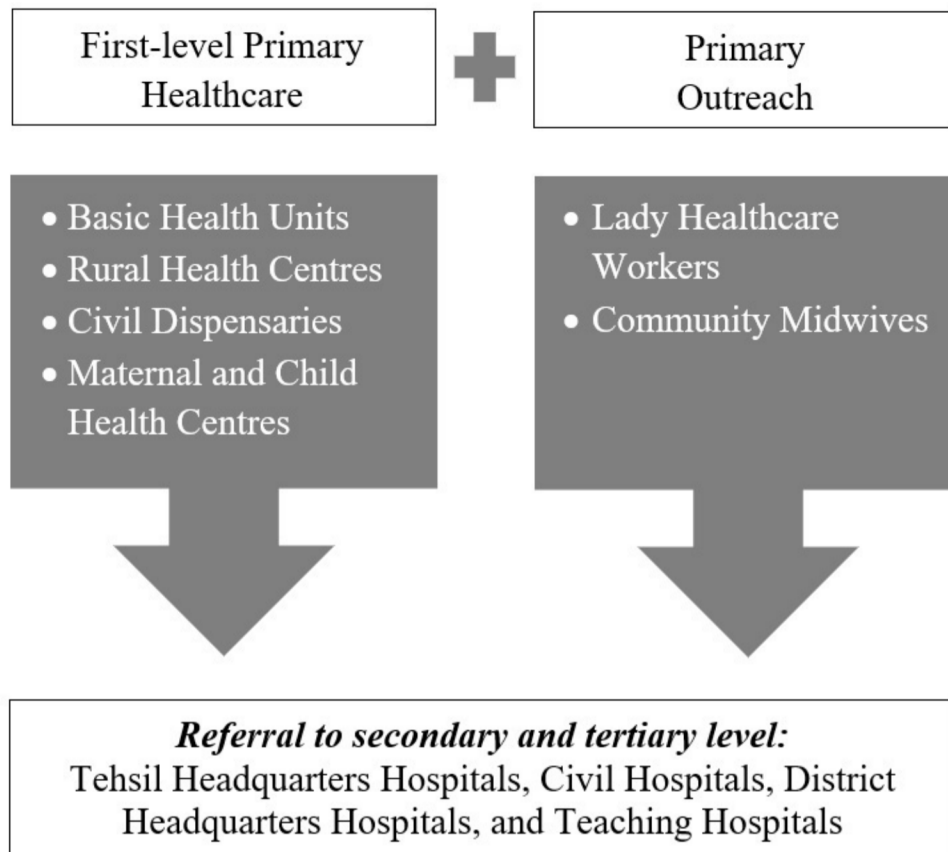 First-level Primary
Healthcare
Primary
Outreach
• Basic Health Units
• Rural Health Centres
• Civil Dispensaries
• Maternal and Child
Health Centres
• Lady Healthcare
Workers
• Community Midwives
Referral to secondary and tertiary level:
Tehsil Headquarters Hospitals, Civil Hospitals, District
Headquarters Hospitals, and Teaching Hospitals